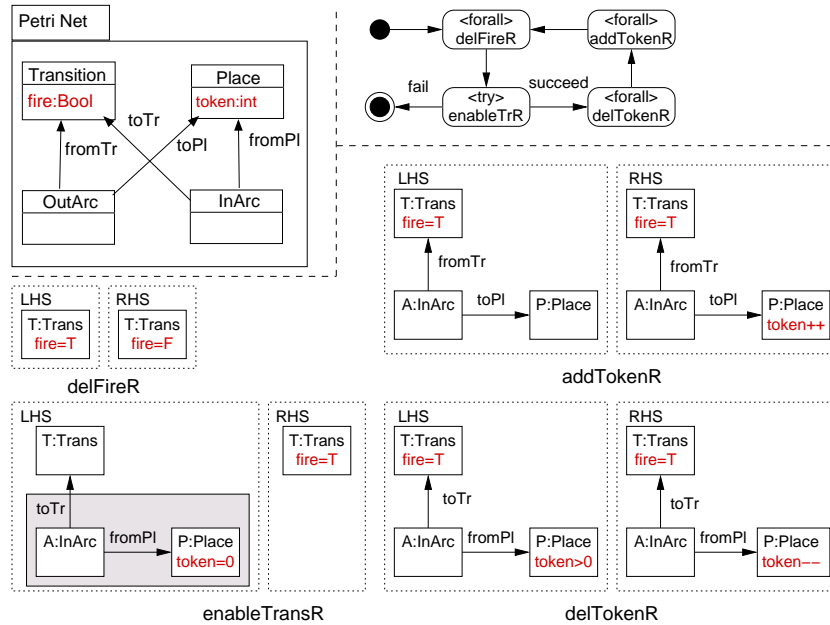 Petri Net
Transition
fire:Bool
Place
token:int
toTr
fromTr
toPl
fromPl
OutArc
InArc
<forall>
delFireR
<forall>
addTokenR
fail
<try>
enableTrR
succeed
<forall>
delTokenR
LHS
T:Trans
fire=T
RHS
T:Trans
fire=F
delFireR
LHS
T:Trans
fire=T
fromTr
A:InArc
toPl
P:Place
RHS
T:Trans
fire=T
fromTr
A:InArc
toPl
P:Place
token++
addTokenR
LHS
T:Trans
toTr
A:InArc
fromPl
P:Place
token=0
RHS
T:Trans
fire=T
enableTransR
LHS
T:Trans
fire=T
toTr
A:InArc
fromPl
P:Place
token>0
RHS
T:Trans
fire=T
toTr
A:InArc
fromPl
P:Place
token−−
delTokenR